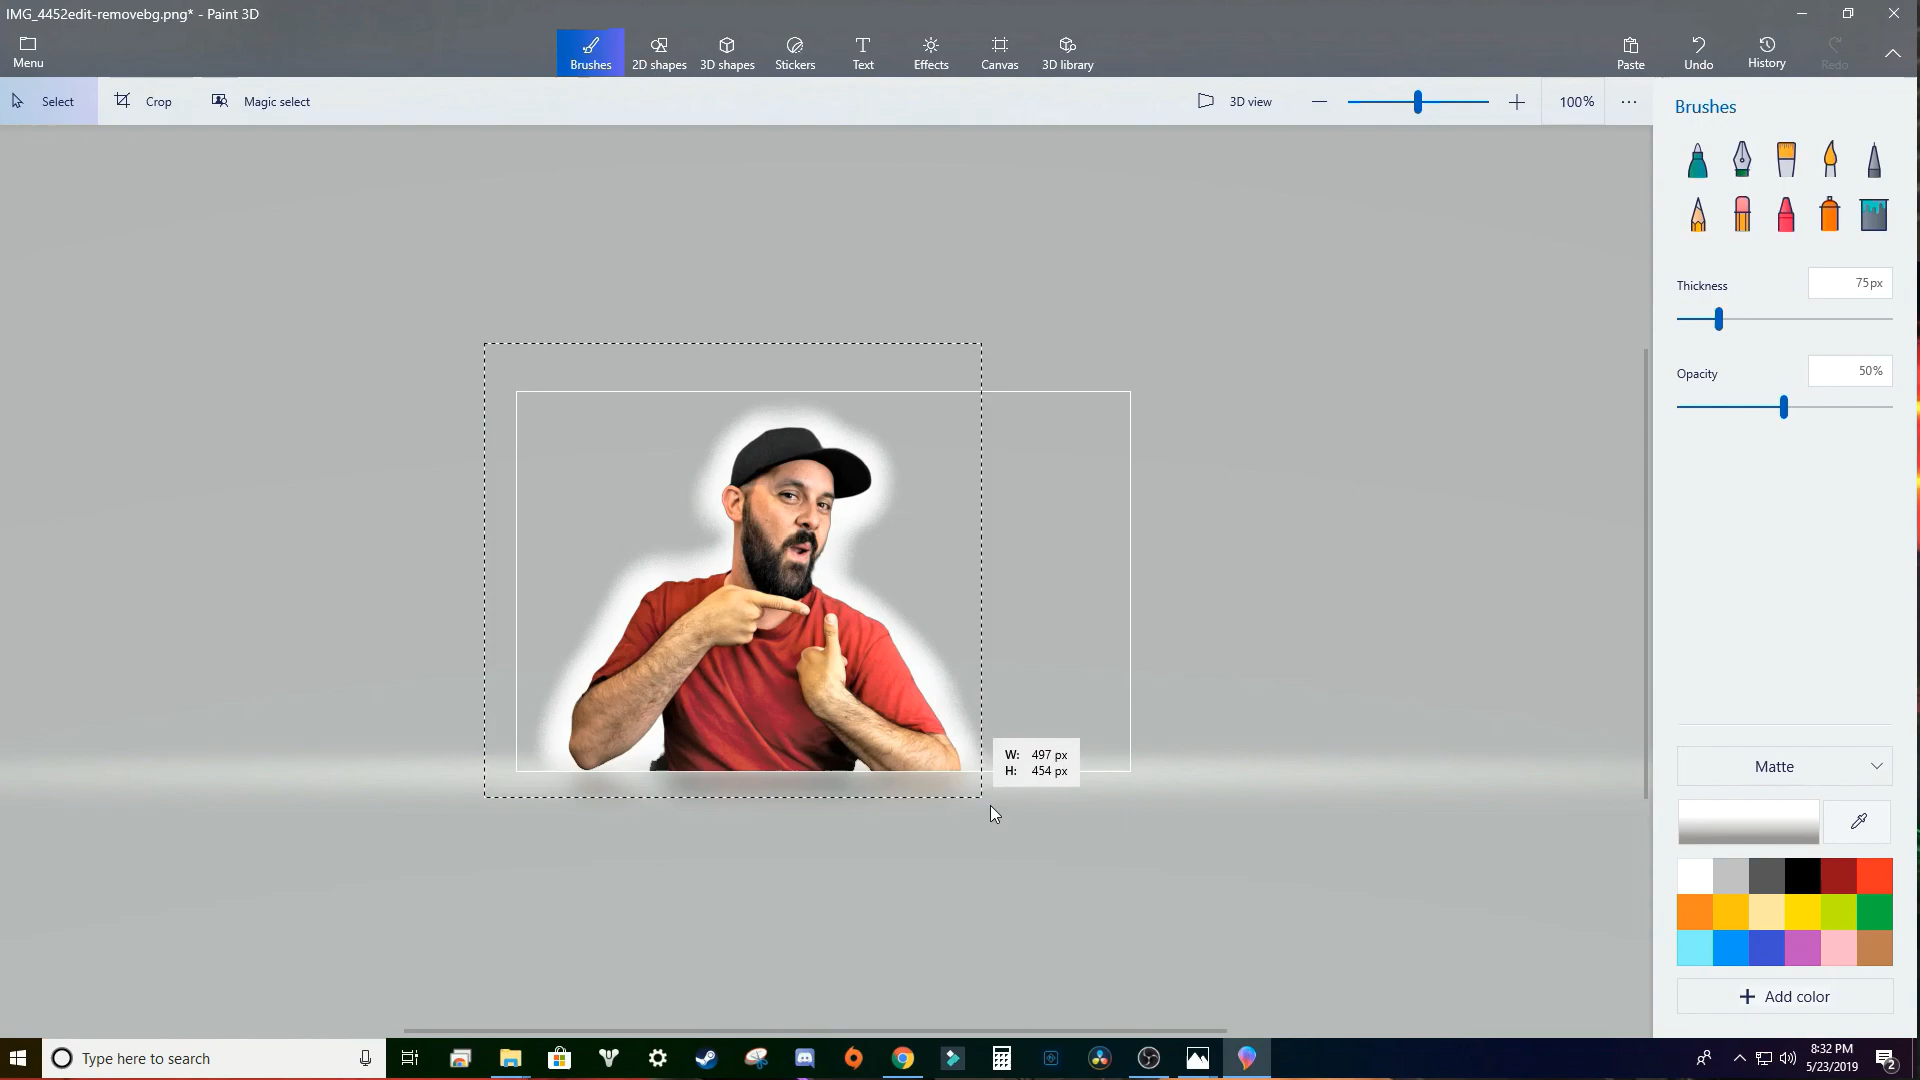 IMG_4452edit-removebg.png* - Paint 3D
Menu
Brushes
2D shapes
3D shapes
Stickers
Text
Effects
Canvas
3D library
Paste
Undo
History
Redo
Select
Crop
Magic select
3D view
100%
Brushes
Thickness
75px
Opacity
50%
W: 497 px
H: 454 px
Matte
Add color
Type here to search
8:32 PM
5/23/2019
2